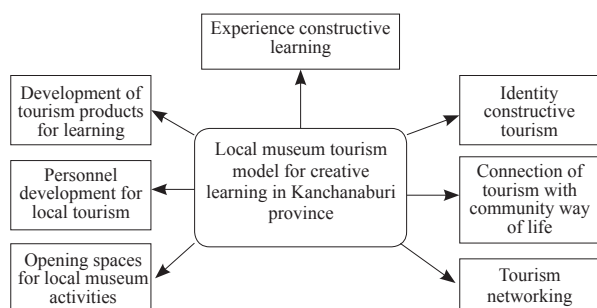 Experience constructive
learning
Development of
tourism products
for learning
Identity
constructive
tourism
Local museum tourism
model for creative
learning in Kanchanaburi
province
Personnel
development for
local tourism
Connection of
tourism with
community way
of life
Opening spaces
for local museum
activities
Tourism
networking